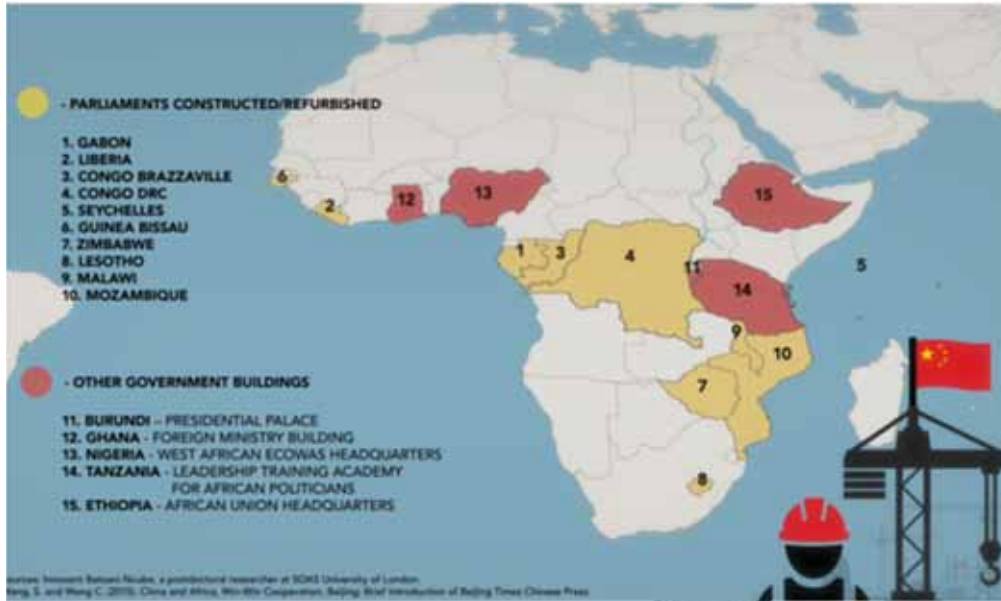 - PARLIAMENTS CONSTRUCTED/REFURBISHED
1. GABON
2. LIBERIA
3. CONGO BRAZZAVILLE
4. CONGO DRC
5. SEYCHELLES
6. GUINEA BISSAU
7. ZIMBABWE
8. LESOTHO
9. MALAWI
10. MOZAMBIQUE
- OTHER GOVERNMENT BUILDINGS
11. BURUNDI – PRESIDENTIAL PALACE
12. GHANA - FOREIGN MINISTRY BUILDING
13. NIGERIA - WEST AFRICAN ECOWAS HEADQUARTERS
14. TANZANIA - LEADERSHIP TRAINING ACADEMY
FOR AFRICAN POLITICIANS
15. ETHIOPIA - AFRICAN UNION HEADQUARTERS
6
2
12
13
15
1
3
4
11
14
5
9
10
7
8
Innocent Batsani Ncube, a postdoctoral researcher at SOAS University of London.
S. and Wang C. China and Africa, Win-Win Cooperation, Beijing: Brief Introduction of Beijing Times Chinese Press